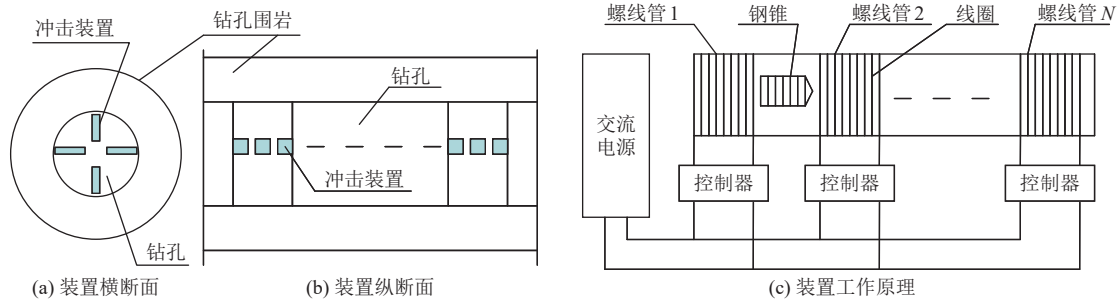 冲击装置
钻孔围岩
钻孔
(a) 装置横断面
钻孔
冲击装置
(b) 装置纵断面
螺线管 1
钢锥
螺线管 2
线圈
螺线管 N
交流
电源
控制器
控制器
控制器
(c) 装置工作原理